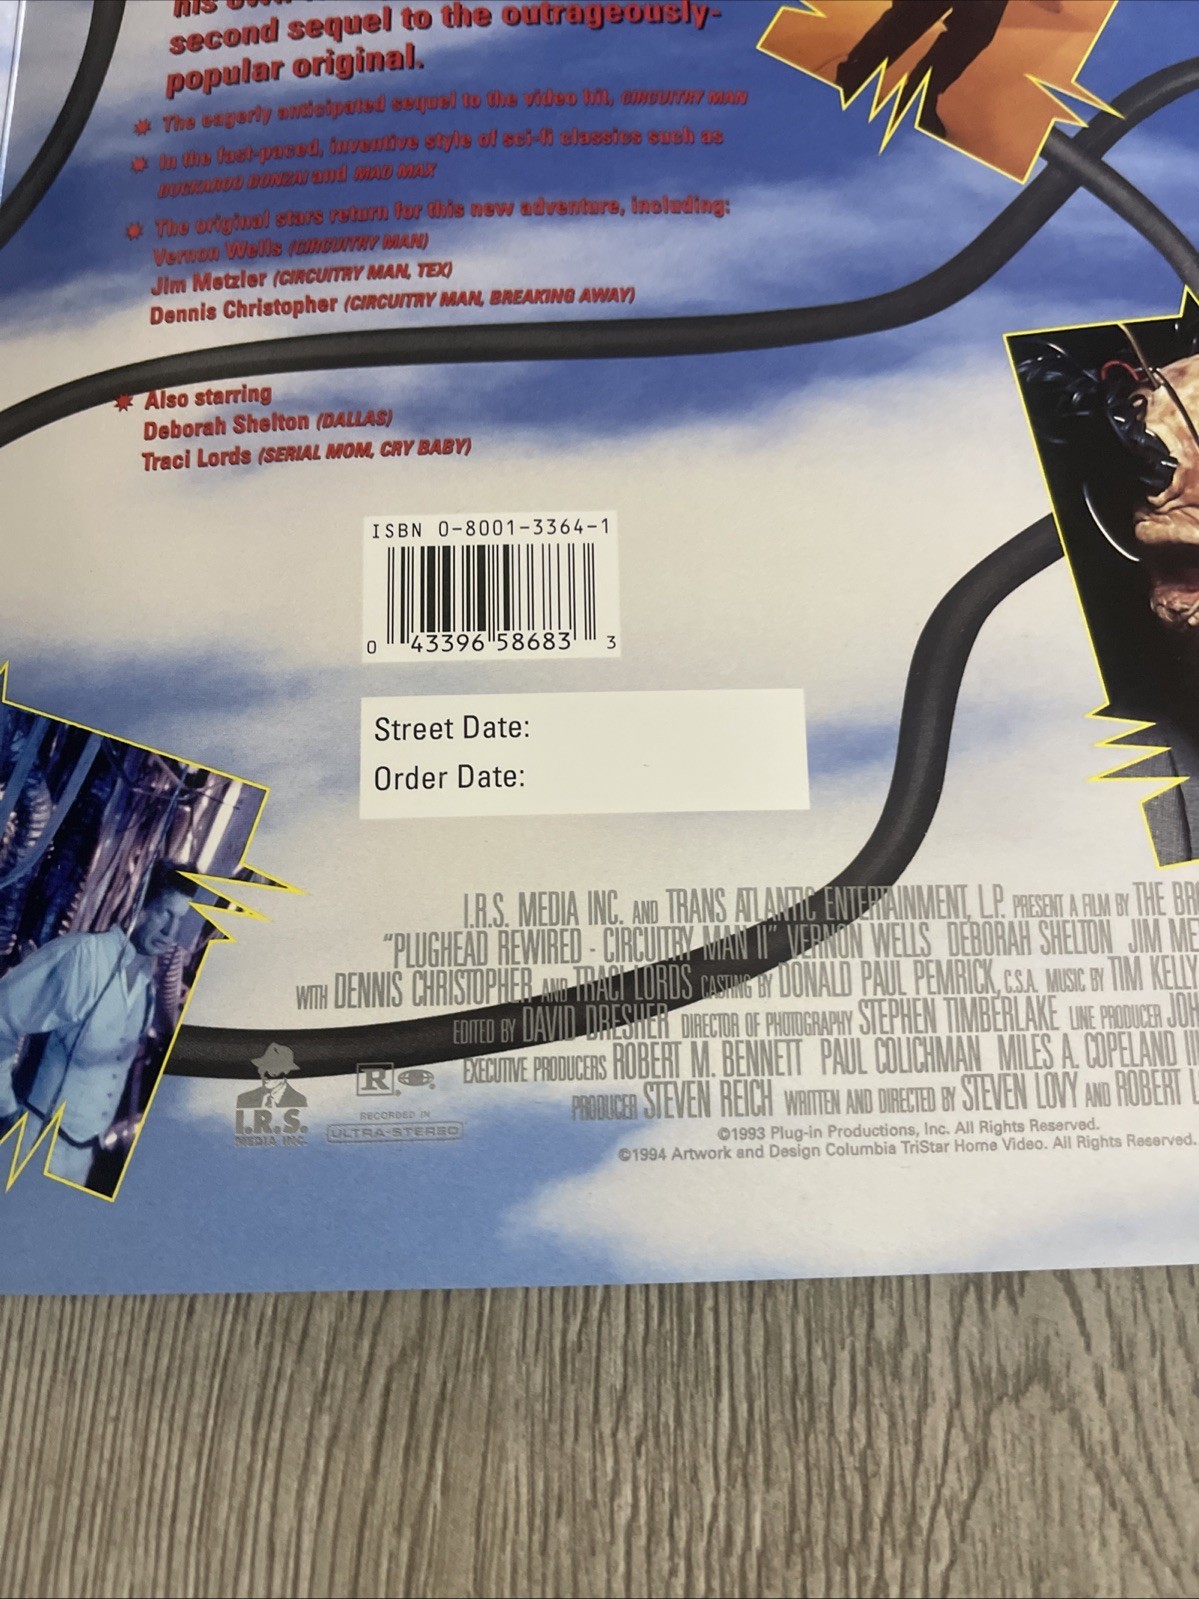 his own
second sequel to the outrageously-
popular original.
The eagerly anticipated sequel to the video hit, CIRCUITRY MAN
In the fast-paced, inventive style of sci-fi classics such as
BUCKAROO BONZAI and MAD MAX
The original stars return for this new adventure, including:
Vernon Wells (CIRCUITRY MAN)
Jim Metzler (CIRCUITRY MAN, TEX)
Dennis Christopher (CIRCUITRY MAN, BREAKING AWAY)
Also starring
Deborah Shelton (DALLAS)
Traci Lords (SERIAL MOM, CRY BABY)
ISBN 0-8001-3364-1
0 43396 58683 3
Street Date:
Order Date:
I.R.S. MEDIA INC. AND TRANS ATLANTIC ENTERTAINMENT, L.P. PRESENT A FILM BY THE
"PLUGHEAD REWIRED - CIRCUITRY MAN II" VERNON WELLS DEBORAH SHELTON JIM ME
WITH DENNIS CHRISTOPHER AND TRACI LORDS CASTING BY DONALD PAUL PEMRICK, C.S.A. MUSIC BY TIM KELLY
EDITED BY DAVID DRESHER DIRECTOR OF PHOTOGRAPHY STEPHEN TIMBERLAKE LINE PRODUCER
EXECUTIVE PRODUCERS ROBERT M. BENNETT PAUL COLICHMAN MILES A. COPELAND
PRODUCER STEVEN REICH WRITTEN AND DIRECTED BY STEVEN LOVY AND ROBERT L
I.R.S.
MEDIA INC.
R
RECORDED IN
ULTRA-STEREO
©1993 Plug-in Productions, Inc. All Rights Reserved.
©1994 Artwork and Design Columbia TriStar Home Video. All Rights Reserved.